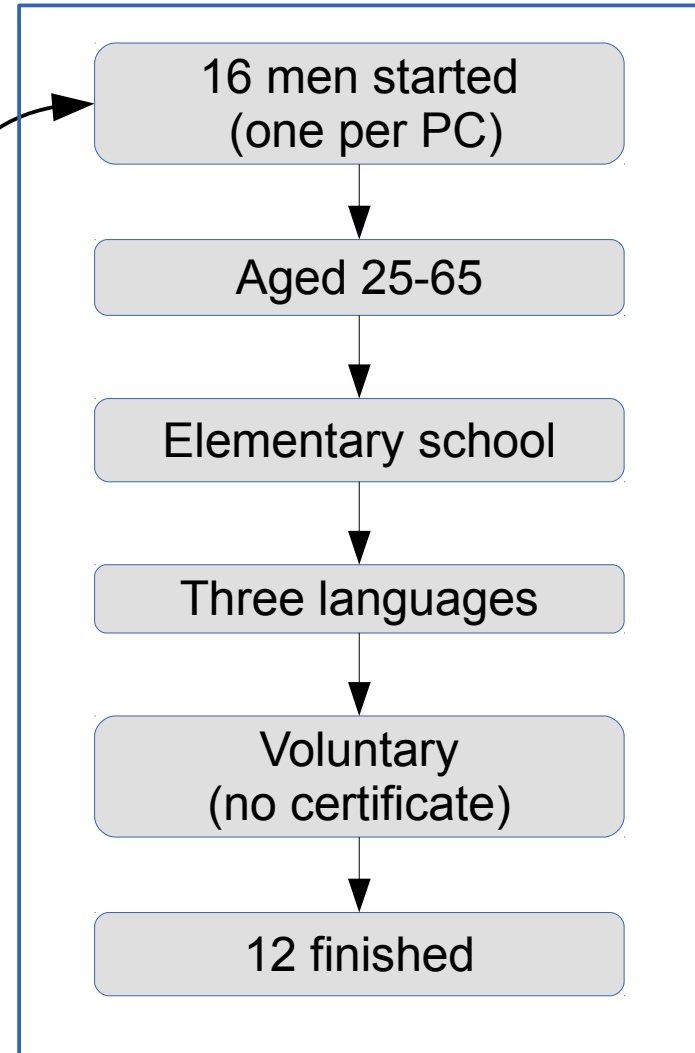 16 men started
(one per PC)
Aged 25-65
Elementary school
Three languages
Voluntary
(no certificate)
12 finished